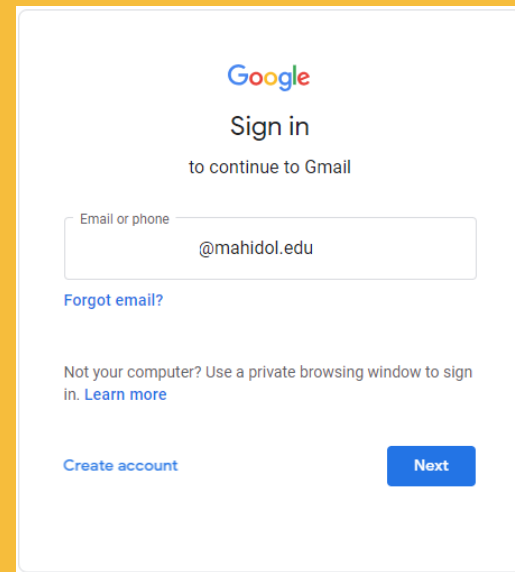 Google
Sign in
to continue to Gmail
Email or phone
@mahidol.edu
Forgot email?
Not your computer? Use a private browsing window to sign
in. Learn more
Create account
Next